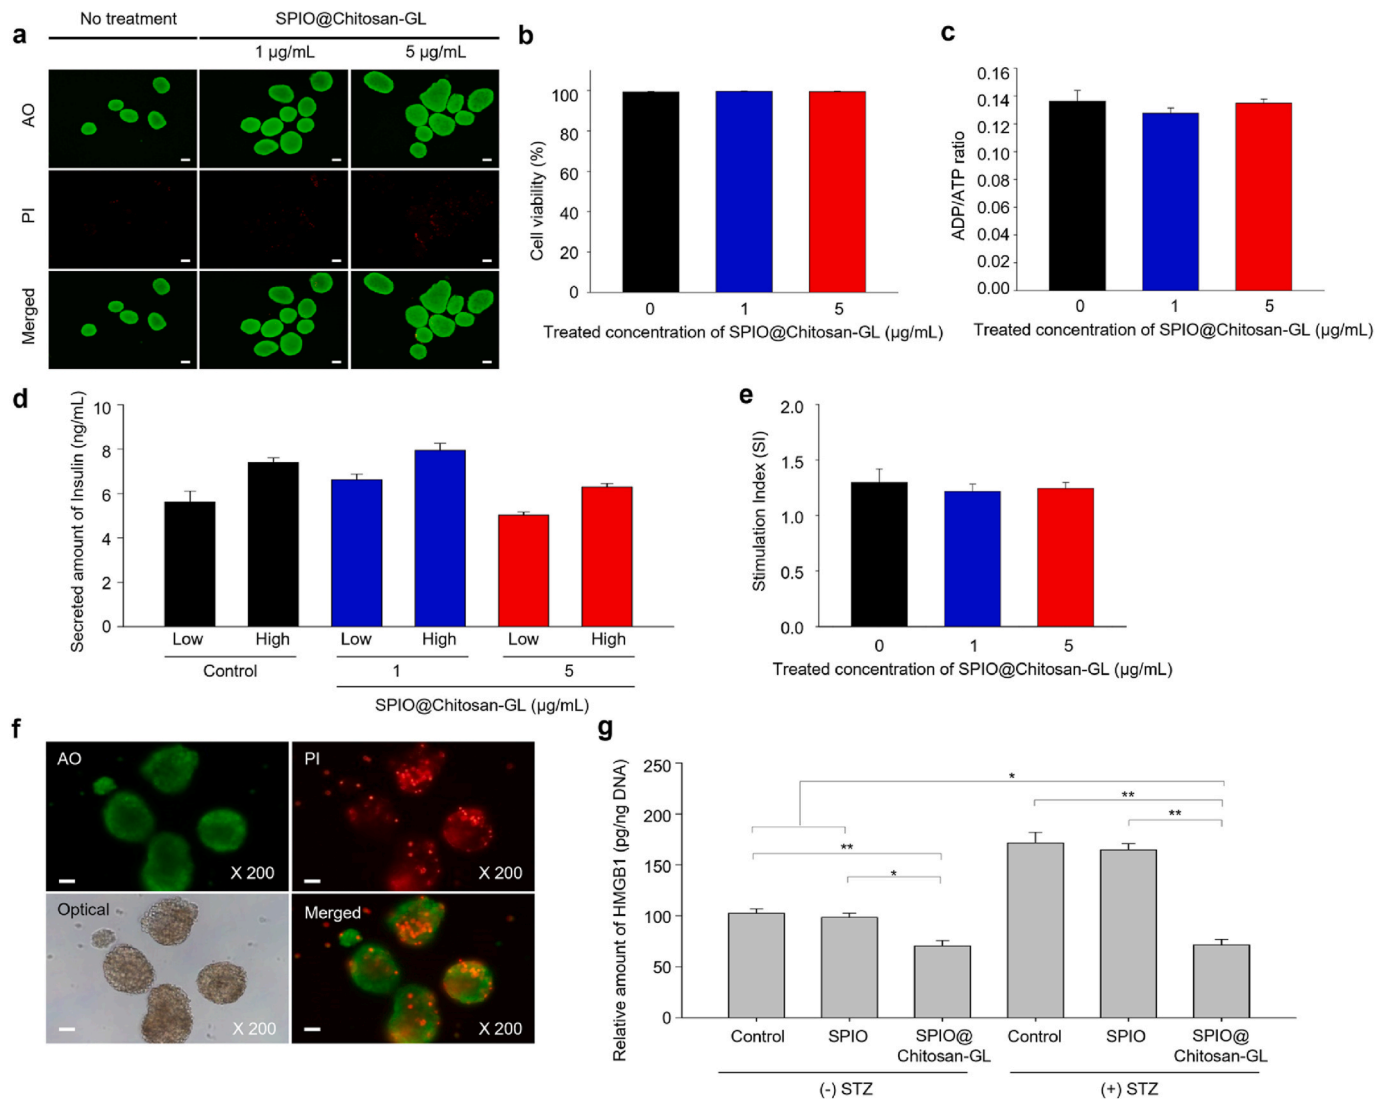 a
No treatment
SPIO@Chitosan-GL
1 µg/mL
5 µg/mL
AO
PI
Merged
b
Cell viability (%)
100
80
60
40
20
0
0 1 5
Treated concentration of SPIO@Chitosan-GL (µg/mL)
c
ADP/ATP ratio
0.16
0.14
0.12
0.10
0.08
0.06
0.04
0.02
0.00
0 1 5
Treated concentration of SPIO@Chitosan-GL (µg/mL)
d
Secreted amount of Insulin (ng/mL)
10
8
6
4
2
0
Low High Low High Low High
Control 1 5
SPIO@Chitosan-GL (µg/mL)
e
Stimulation Index (SI)
2.0
1.5
1.0
0.5
0.0
0 1 5
Treated concentration of SPIO@Chitosan-GL (µg/mL)
f
AO
X 200
PI
X 200
Optical
X 200
Merged
X 200
g
Relative amount of HMGB1 (pg/ng DNA)
250
200
150
100
50
0
*
**
**
**
*
Control SPIO SPIO@ Control SPIO SPIO@
Chitosan-GL Chitosan-GL
(-) STZ (+) STZ